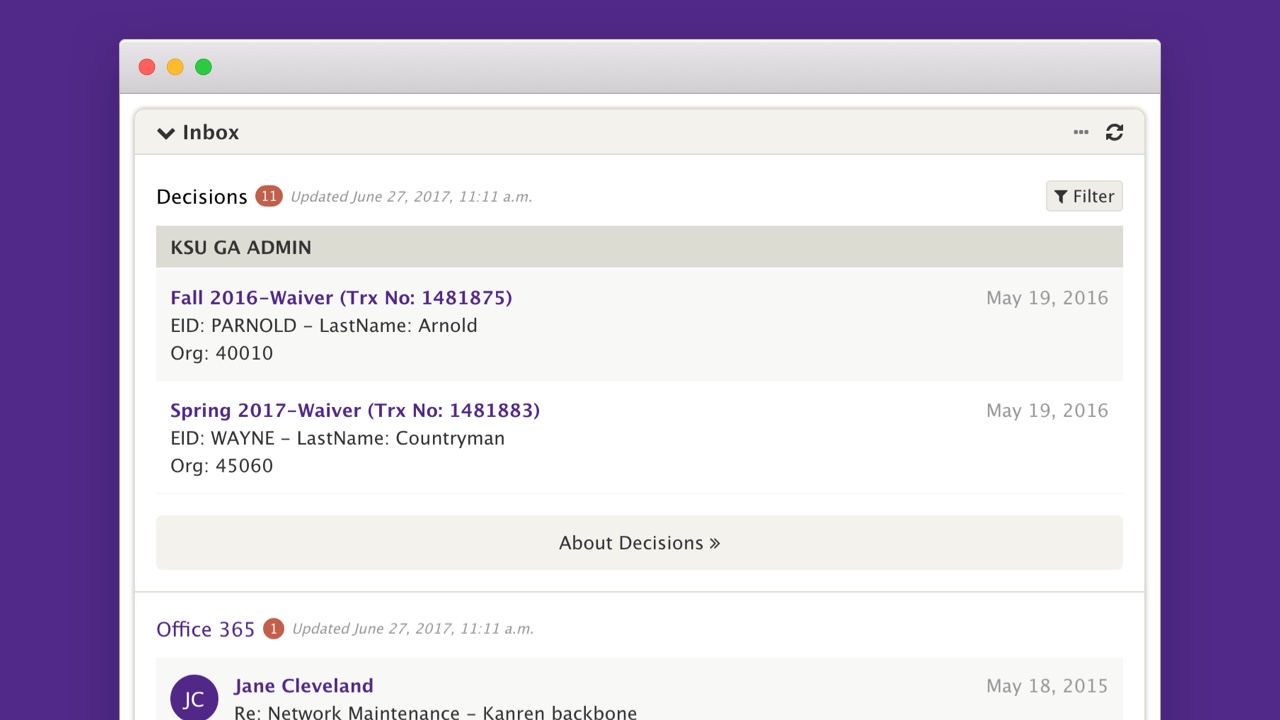 Inbox
Decisions 11 Updated June 27, 2017, 11:11 a.m. Filter
KSU GA ADMIN
Fall 2016–Waiver (Trx No: 1481875) May 19, 2016
EID: PARNOLD – LastName: Arnold
Org: 40010
Spring 2017–Waiver (Trx No: 1481883) May 19, 2016
EID: WAYNE – LastName: Countryman
Org: 45060
About Decisions »
Office 365 1 Updated June 27, 2017, 11:11 a.m.
JC Jane Cleveland May 18, 2015
Re: Network Maintenance – Kanren backbone